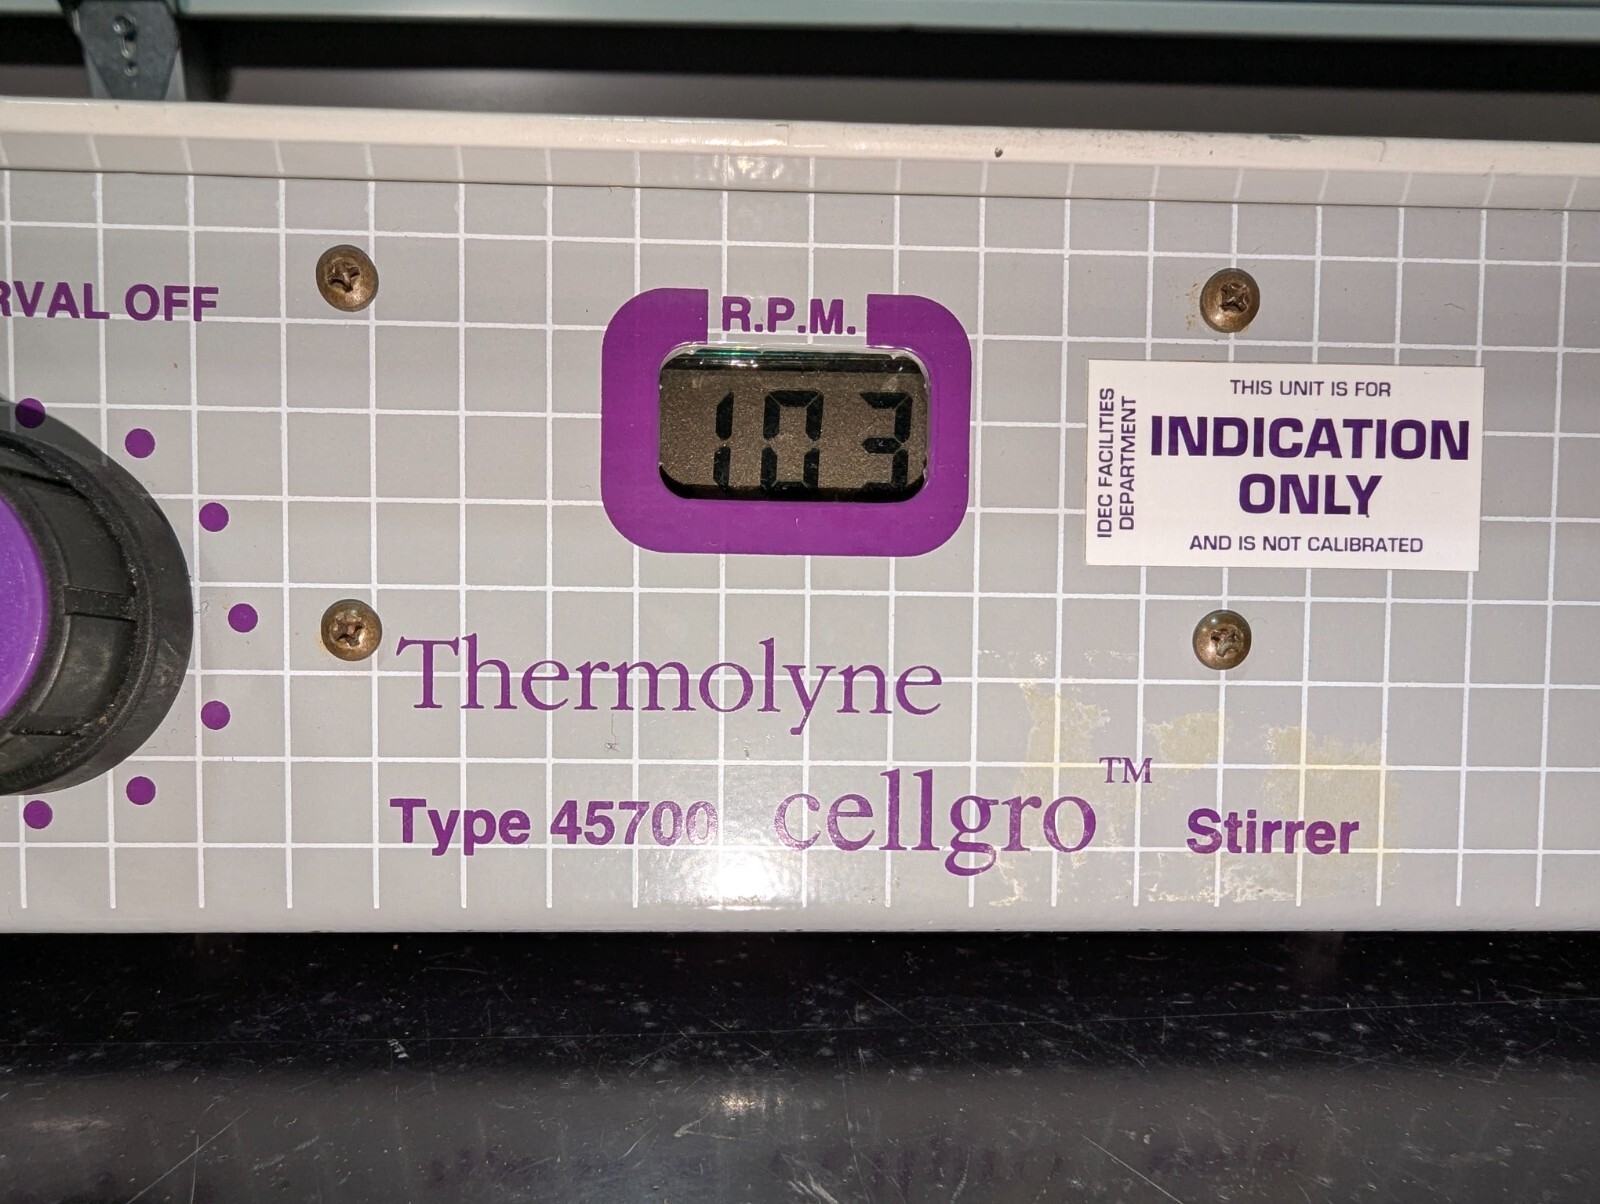 RVAL OFF
R.P.M.
103
IDEC FACILITIES
DEPARTMENT
THIS UNIT IS FOR
INDICATION
ONLY
AND IS NOT CALIBRATED
Thermolyne
Type 45700 cellgro™ Stirrer